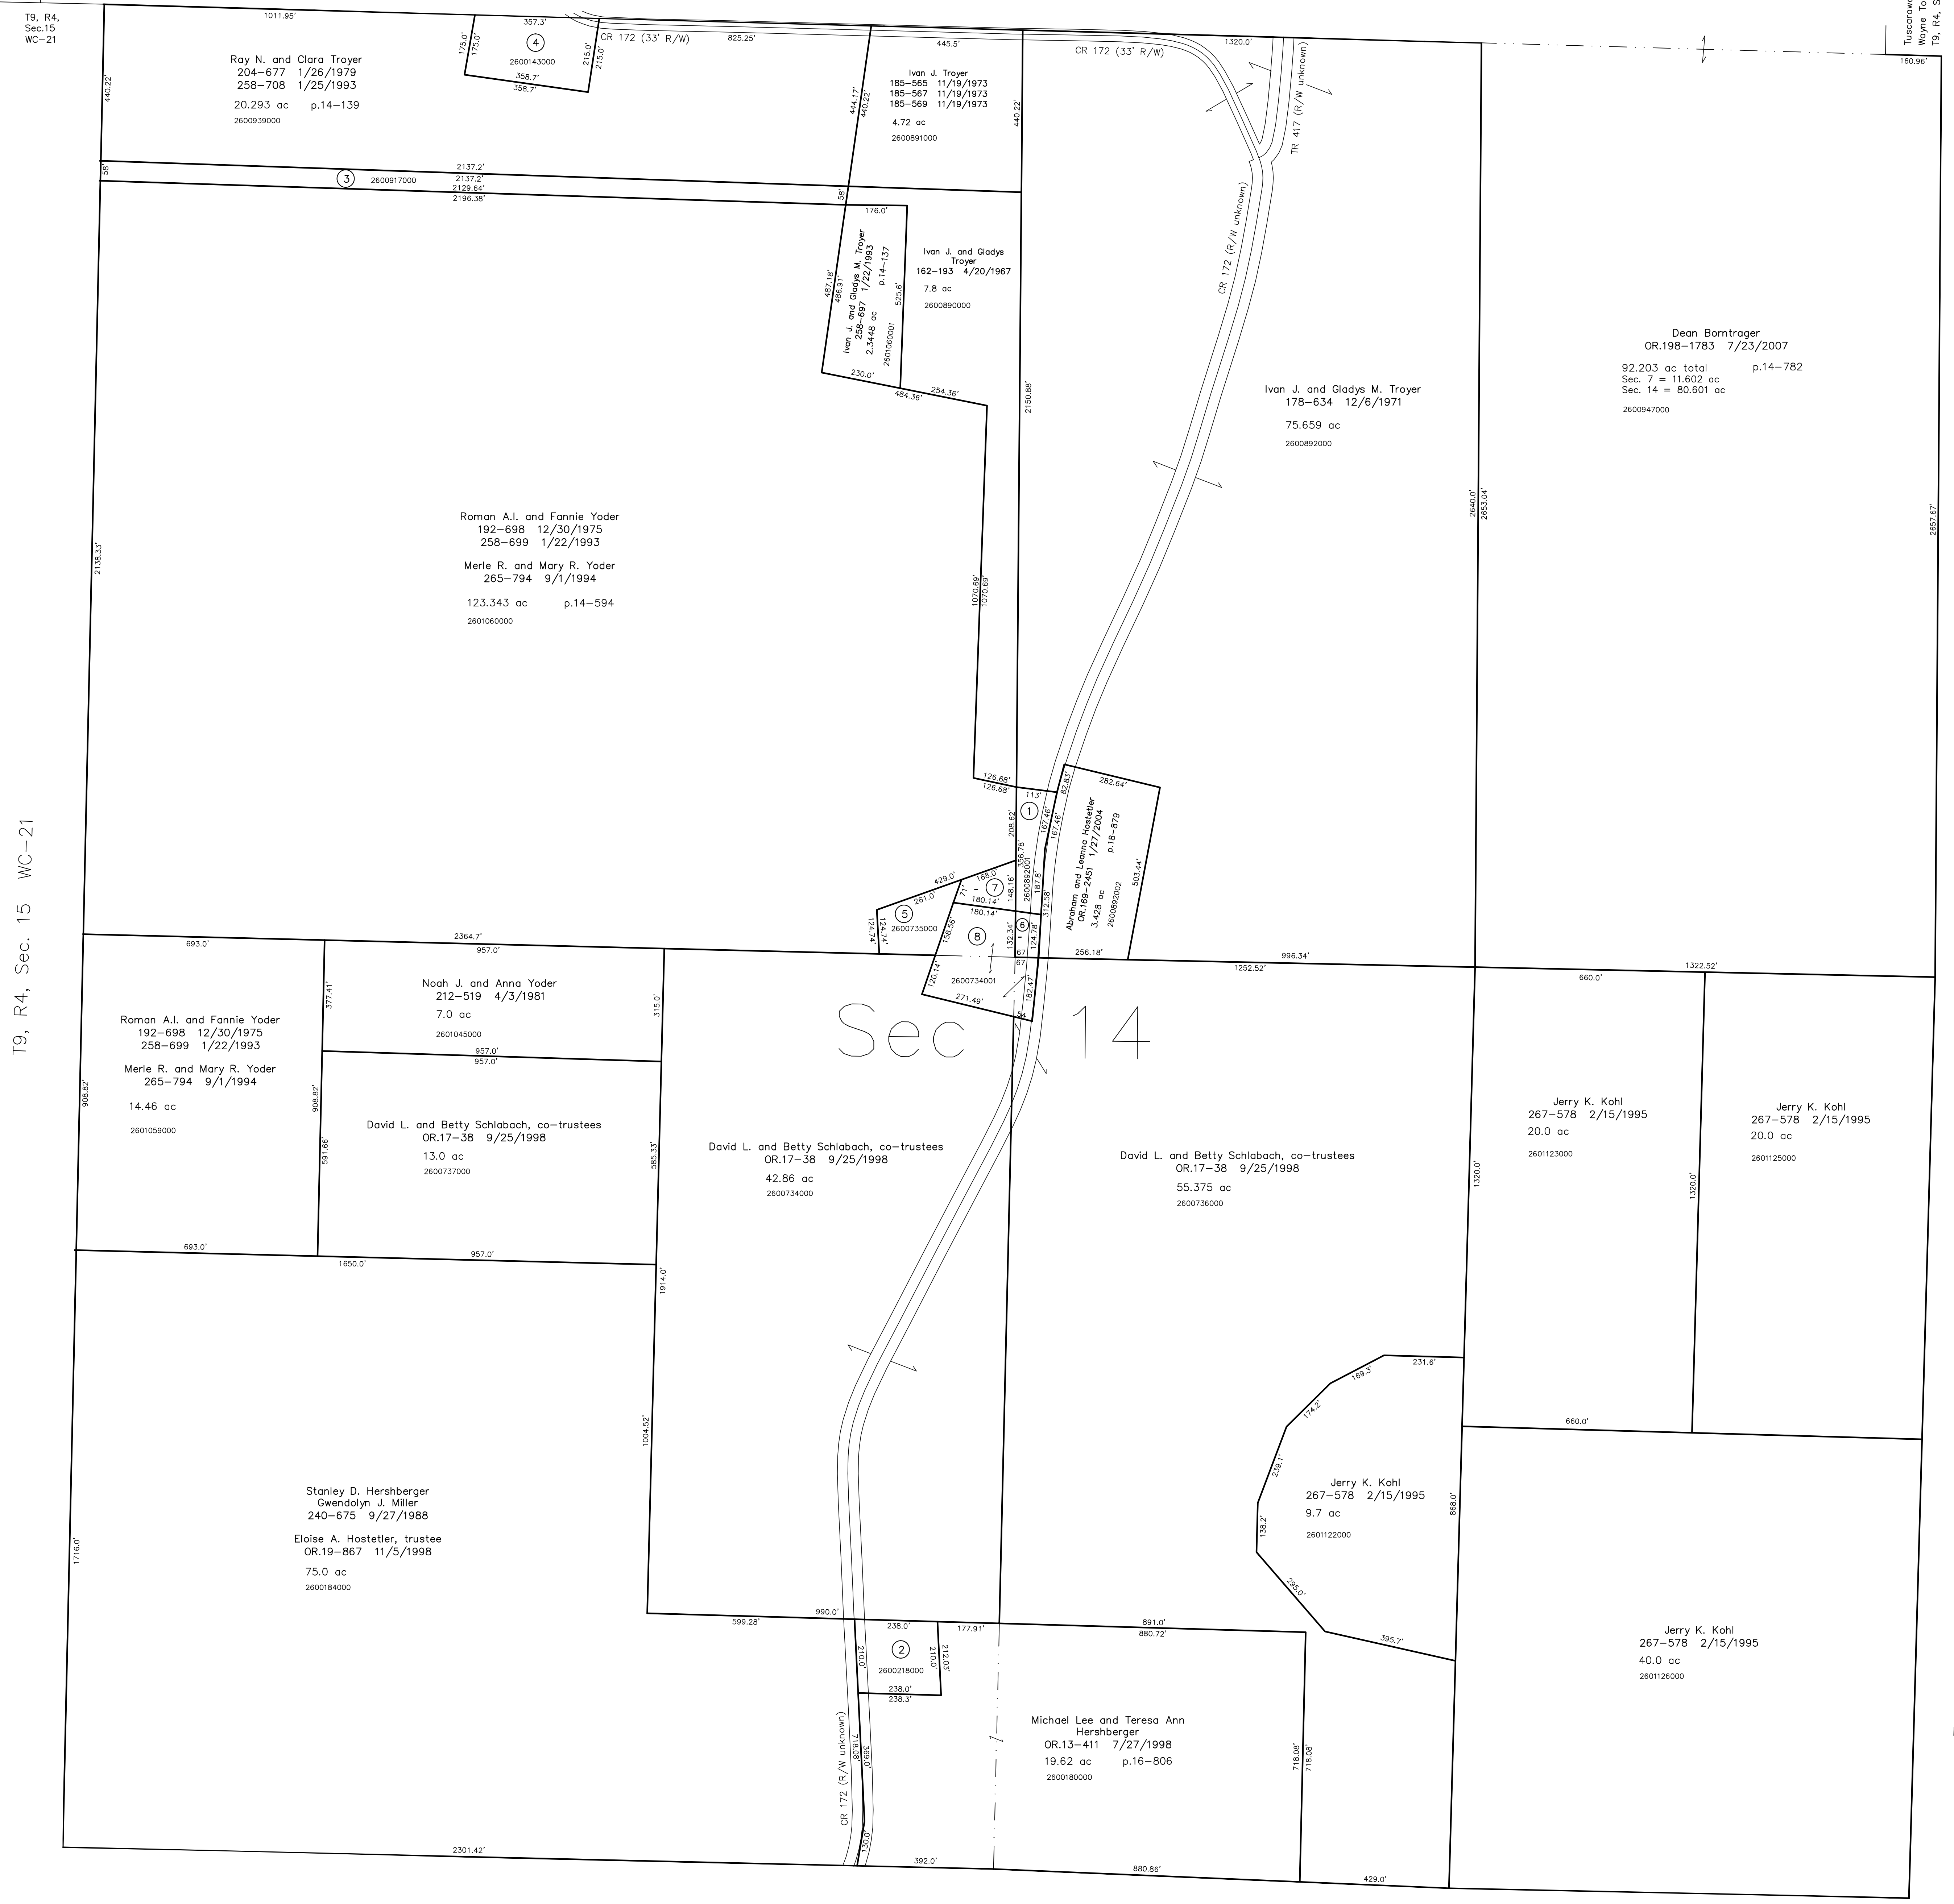 T9, R4,
Sec.15
WC-21
1011.95'
357.3'
CR 172 (33' R/W)
825.25'
445.5'
CR 172 (33' R/W)
1320.0'
160.96'
Tuscarawa
Wayne To
T9, R4, S
175.0'
175.0'
4
2600143000
215.0'
215.0'
358.7'
358.7'
Ray N. and Clara Troyer
204-677 1/26/1979
258-708 1/25/1993
20.293 ac p.14-139
2600939000
440.22'
444.17'
440.22'
Ivan J. Troyer
185-565 11/19/1973
185-567 11/19/1973
185-569 11/19/1973
4.72 ac
2600891000
440.22'
TR 417 (R/W unknown)
58'
2137.2'
3
2600917000
2137.2'
2129.64'
2196.38'
58'
176.0'
Ivan J. and Gladys M. Troyer
258-697 1/22/1993
2.3448 ac p.14-137
2601060001
487.18'
486.91'
525.6'
Ivan J. and Gladys
Troyer
162-193 4/20/1967
7.8 ac
2600890000
230.0'
254.36'
484.36'
2150.88'
CR 172 (R/W unknown)
Ivan J. and Gladys M. Troyer
178-634 12/6/1971
75.659 ac
2600892000
Dean Borntrager
OR.198-1783 7/23/2007
92.203 ac total p.14-782
Sec. 7 = 11.602 ac
Sec. 14 = 80.601 ac
2600947000
2640.0'
2653.04'
2657.67'
Roman A.I. and Fannie Yoder
192-698 12/30/1975
258-699 1/22/1993
Merle R. and Mary R. Yoder
265-794 9/1/1994
123.343 ac p.14-594
2601060000
2138.33'
1070.69'
1070.69'
126.68'
126.68'
113'
1
82.83'
282.64'
208.62'
167.46'
167.46'
356.78'
2600892001
Abraham and Leanna Hostetler
OR.169-2451 1/27/2004
3.428 ac p.18-879
2600892002
503.44'
429.0'
168.0'
261.0'
71'
7
148.16'
187.8'
312.58'
180.14'
180.14'
5
2600735000
124.74'
124.74'
158.56'
8
132.34'
6
124.78'
67
67
256.18'
996.34'
1252.52'
120.14'
2600734001
182.47'
271.49'
T9, R4, Sec. 15 WC-21
Sec 14
693.0'
2364.7'
957.0'
660.0'
1322.52'
377.41'
Noah J. and Anna Yoder
212-519 4/3/1981
7.0 ac
2601045000
315.0'
957.0'
957.0'
Roman A.I. and Fannie Yoder
192-698 12/30/1975
258-699 1/22/1993
Merle R. and Mary R. Yoder
265-794 9/1/1994
14.46 ac
2601059000
908.82'
908.82'
591.66'
David L. and Betty Schlabach, co-trustees
OR.17-38 9/25/1998
13.0 ac
2600737000
585.33'
David L. and Betty Schlabach, co-trustees
OR.17-38 9/25/1998
42.86 ac
2600734000
David L. and Betty Schlabach, co-trustees
OR.17-38 9/25/1998
55.375 ac
2600736000
Jerry K. Kohl
267-578 2/15/1995
20.0 ac
2601123000
Jerry K. Kohl
267-578 2/15/1995
20.0 ac
2601125000
1320.0'
1320.0'
693.0'
957.0'
1650.0'
1914.0'
1004.52'
231.6'
169.3'
174.2'
239.1'
138.2'
295.0'
395.7'
868.0'
660.0'
Jerry K. Kohl
267-578 2/15/1995
9.7 ac
2601122000
Stanley D. Hershberger
Gwendolyn J. Miller
240-675 9/27/1988
Eloise A. Hostetler, trustee
OR.19-867 11/5/1998
75.0 ac
2600184000
1716.0'
599.28'
990.0'
238.0'
177.91'
891.0'
880.72'
2
2600218000
210.0'
210.0'
212.03'
238.0'
238.3'
Jerry K. Kohl
267-578 2/15/1995
40.0 ac
2601126000
Michael Lee and Teresa Ann
Hershberger
OR.13-411 7/27/1998
19.62 ac p.16-806
2600180000
CR 172 (R/W unknown)
718.08'
369.0'
130.0'
718.08'
718.08'
2301.42'
392.0'
880.86'
429.0'